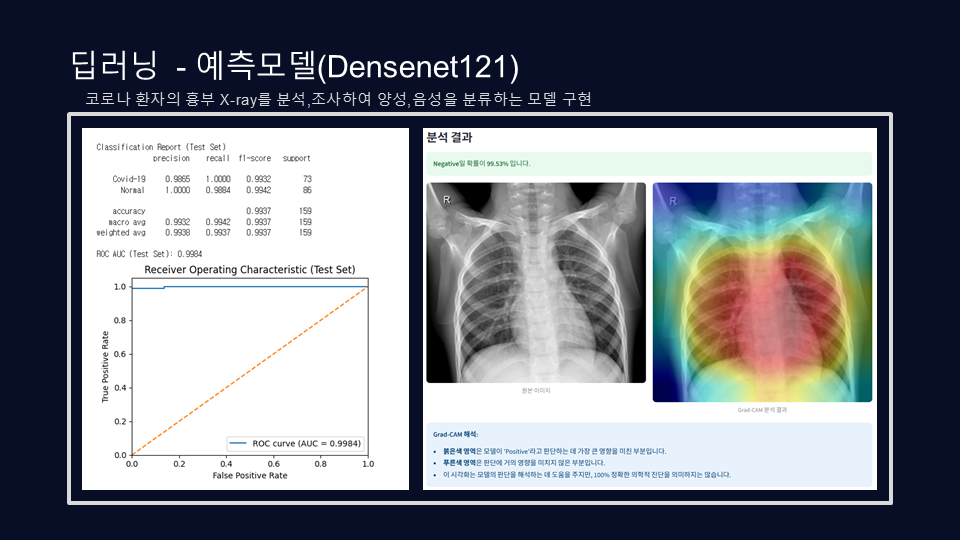 딥러닝 - 예측모델(Densenet121)
코로나 환자의 흉부 X-ray를 분석,조사하여 양성,음성을 분류하는 모델 구현
Classification Report (Test Set)
precision recall f1-score support
Covid-19 0.9865 1.0000 0.9932 73
Normal 1.0000 0.9884 0.9942 86
accuracy 0.9937 159
macro avg 0.9932 0.9942 0.9937 159
weighted avg 0.9938 0.9937 0.9937 159
ROC AUC (Test Set): 0.9984
Receiver Operating Characteristic (Test Set)
1.0
0.8
0.6
0.4
0.2
0.0
True Positive Rate
ROC curve (AUC = 0.9984)
0.0 0.2 0.4 0.6 0.8 1.0
False Positive Rate
분석 결과
Negative일 확률이 99.53% 입니다.
R
R
원본 이미지
Grad-CAM 분석 결과
Grad-CAM 해석:
• 붉은색 영역은 모델이 'Positive'라고 판단하는 데 가장 큰 영향을 미친 부분입니다.
• 푸른색 영역은 판단에 거의 영향을 미치지 않은 부분입니다.
• 이 시각화는 모델의 판단을 해석하는 데 도움을 주지만, 100% 정확한 의학적 진단을 의미하지는 않습니다.